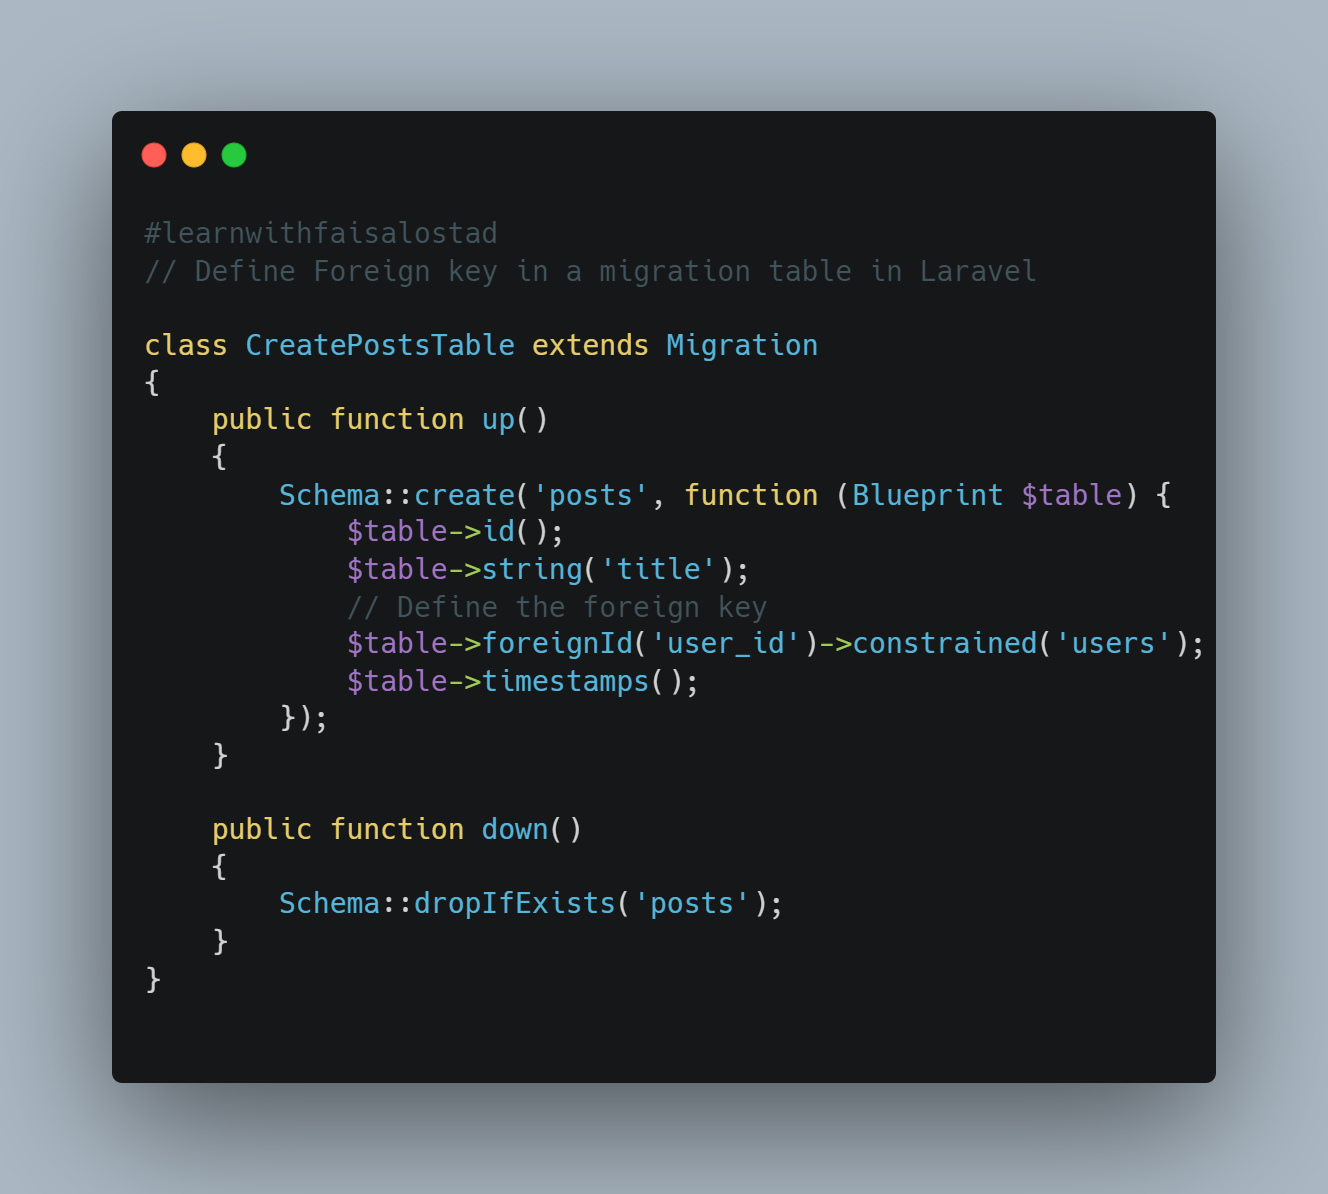 #learnwithfaisalostad
// Define Foreign key in a migration table in Laravel
class CreatePostsTable extends Migration
{
    public function up()
    {
        Schema::create('posts', function (Blueprint $table) {
            $table->id();
            $table->string('title');
            // Define the foreign key
            $table->foreignId('user_id')->constrained('users');
            $table->timestamps();
        });
    }
    public function down()
    {
        Schema::dropIfExists('posts');
    }
}